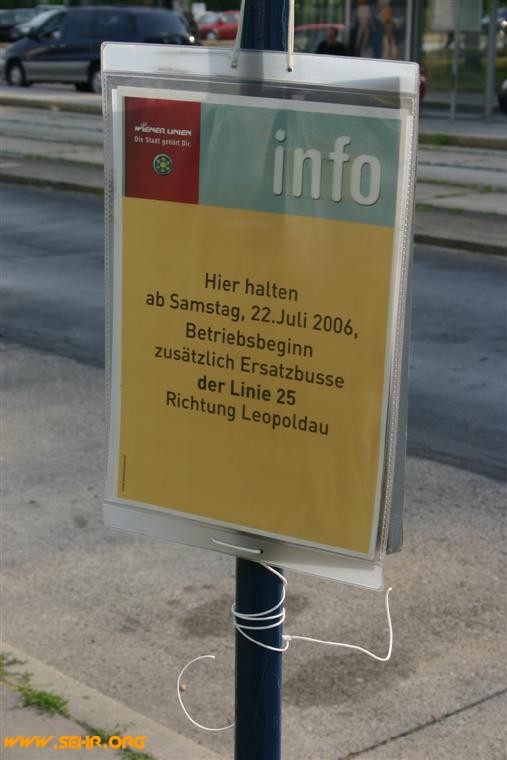 WIENER LINIEN
Die Stadt gehört Dir.
info
Hier halten
ab Samstag, 22.Juli 2006,
Betriebsbeginn
zusätzlich Ersatzbusse
der Linie 25
Richtung Leopoldau
WWW.SEHR.ORG